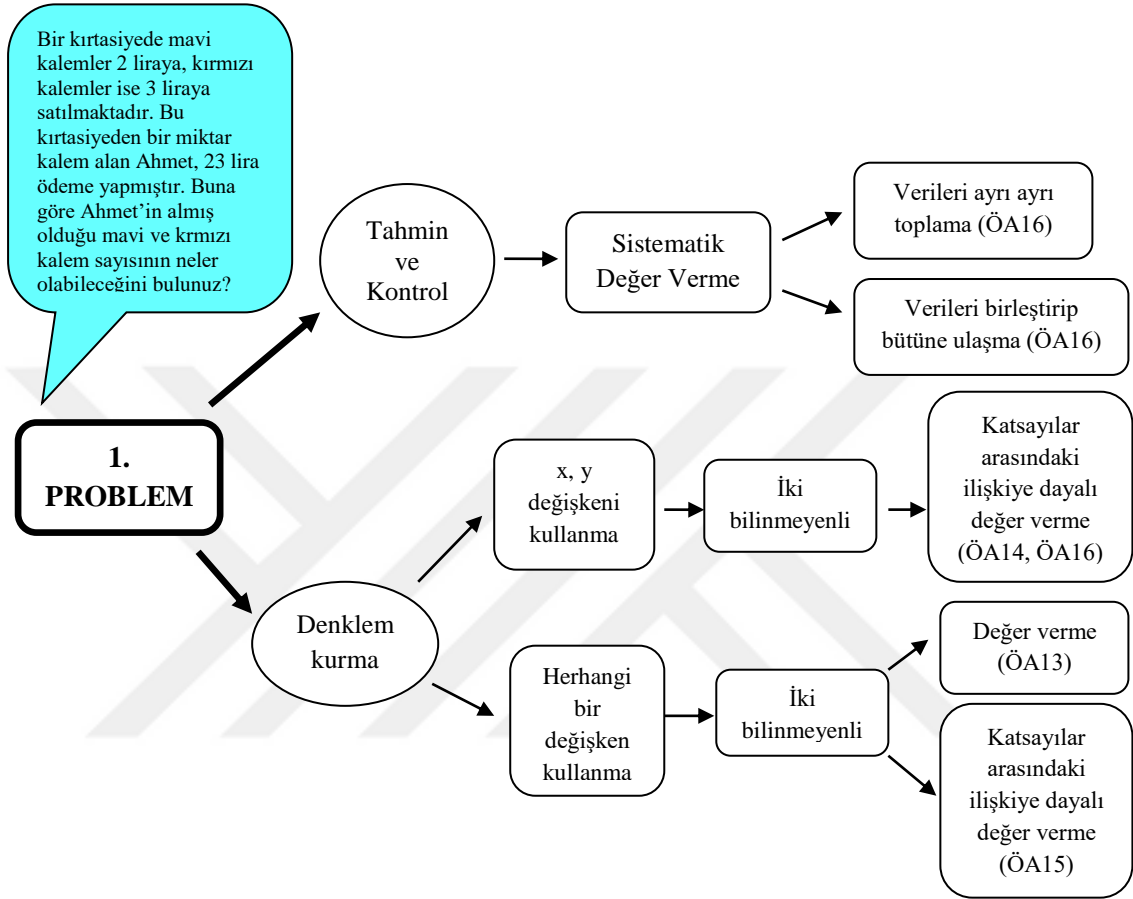 Bir kırtasiyede mavi
kalemler 2 liraya, kırmızı
kalemler ise 3 liraya
satılmaktadır. Bu
kırtasiyeden bir miktar
kalem alan Ahmet, 23 lira
ödeme yapmıştır. Buna
göre Ahmet’in almış
olduğu mavi ve krmızı
kalem sayısının neler
olabileceğini bulunuz?
1.
PROBLEM
Tahmin
ve
Kontrol
Sistematik
Değer Verme
Verileri ayrı ayrı
toplama (ÖA16)
Verileri birleştirip
bütüne ulaşma (ÖA16)
Denklem
kurma
x, y
değişkeni
kullanma
İki
bilinmeyenli
Katsayılar
arasındaki
ilişkiye dayalı
değer verme
(ÖA14, ÖA16)
Herhangi
bir
değişken
kullanma
İki
bilinmeyenli
Değer verme
(ÖA13)
Katsayılar
arasındaki
ilişkiye dayalı
değer verme
(ÖA15)